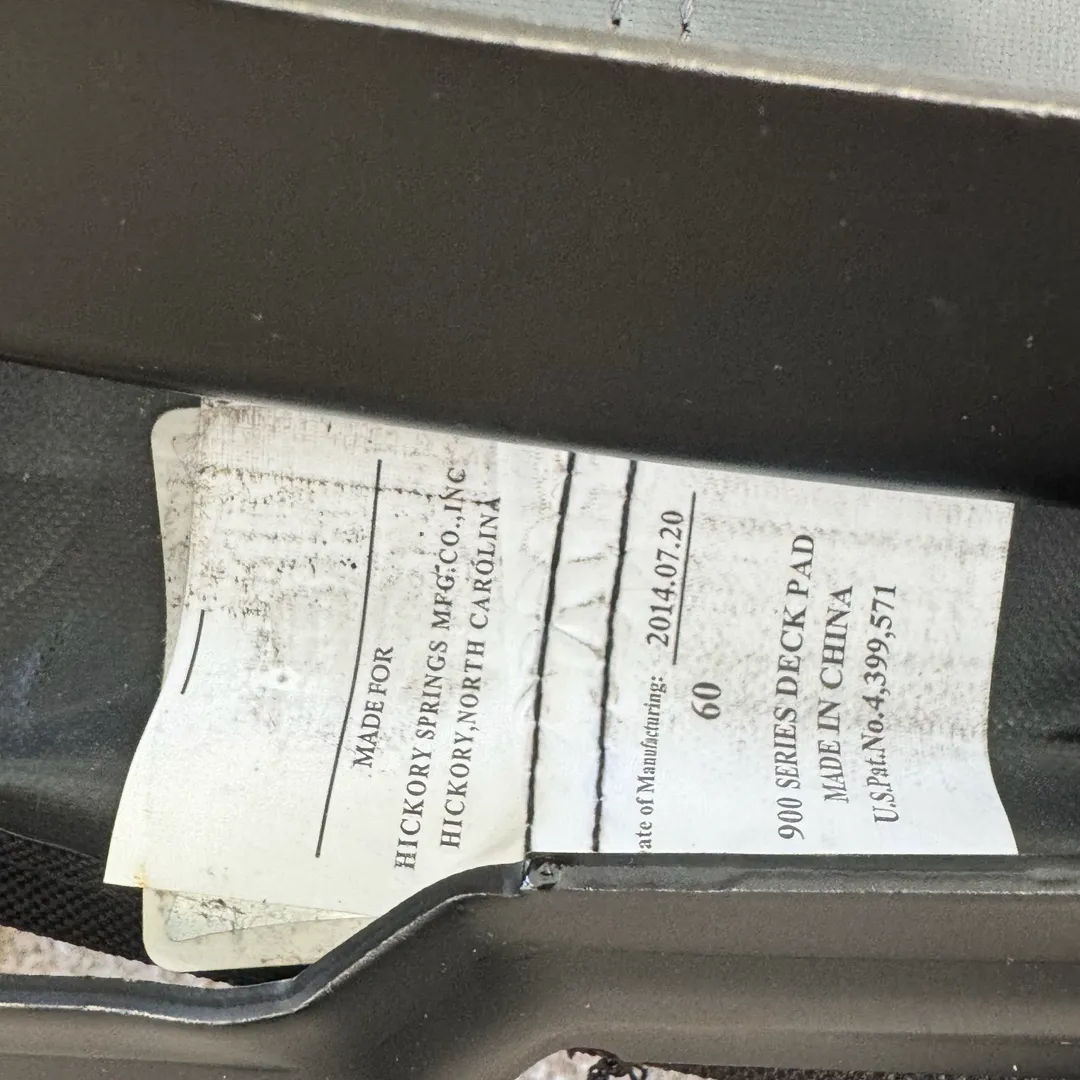 MADE FOR
HICKORY SPRINGS MFG.CO.,INC
HICKORY,NORTH CAROLINA
ate of Manufacturing: 2014.07.20
60
900 SERIES DECK PAD
MADE IN CHINA
U.S.Pat.No.4,399,571